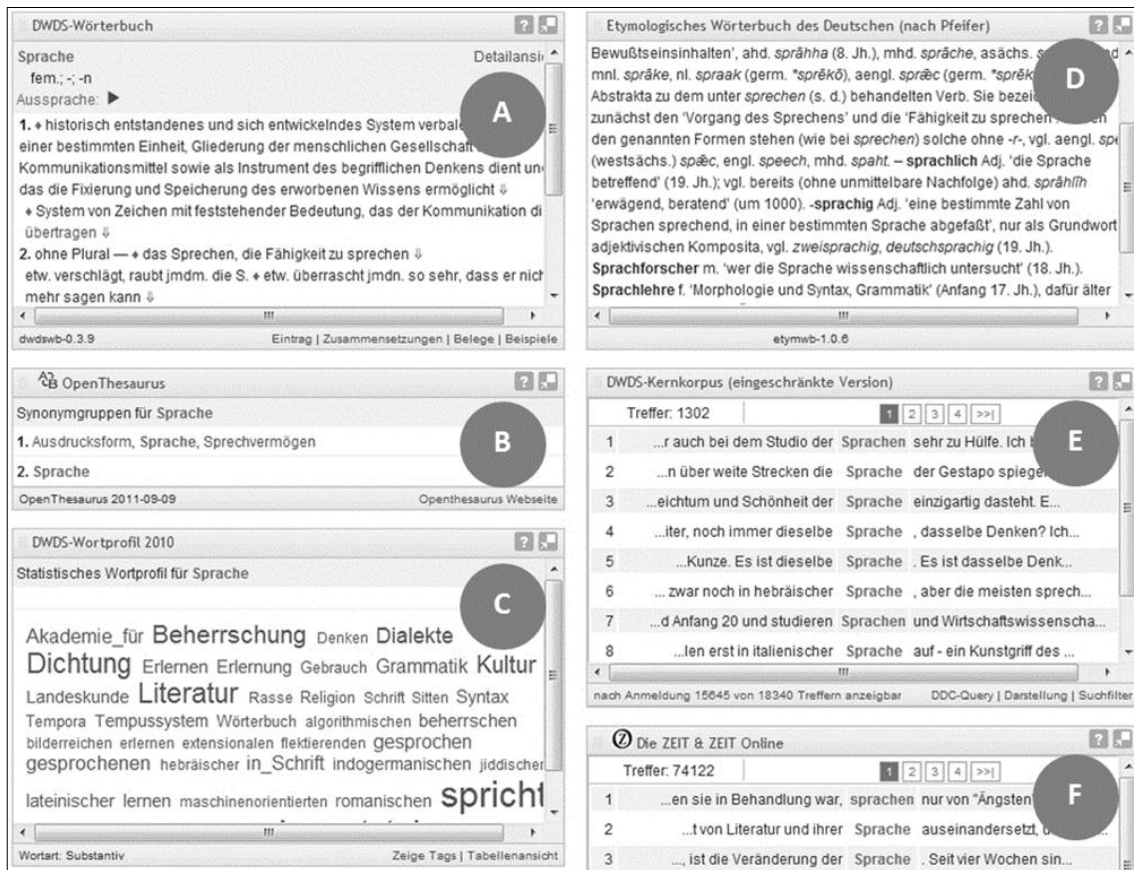 DWDS-Wörterbuch
Sprache Detailansi
fem.; -; -n
Aussprache:
A
1. ♦ historisch entstandenes und sich entwickelndes System
einer bestimmten Einheit, Gliederung der menschlichen Gesellschaft
Kommunikationsmittel sowie als Instrument des begrifflichen Denkens dient un
das die Fixierung und Speicherung des erworbenen Wissens ermöglicht ⇩
♦ System von Zeichen mit feststehender Bedeutung, das der Kommunikation di
übertragen ⇩
2. ohne Plural — ♦ das Sprechen, die Fähigkeit zu sprechen ⇩
etw. verschlägt, raubt jmdm. die S. ♦ etw. überrascht jmdn. so sehr, dass er nich
mehr sagen kann ⇩
dwdswb-0.3.9 Eintrag | Zusammensetzungen | Belege | Beispiele
OpenThesaurus
Synonymgruppen für Sprache
1. Ausdrucksform, Sprache, Sprechvermögen
B
2. Sprache
OpenThesaurus 2011-09-09 Openthesaurus Webseite
DWDS-Wortprofil 2010
Statistisches Wortprofil für Sprache
C
Akademie_für Beherrschung Denken Dialekte
Dichtung Erlernen Erlernung Gebrauch Grammatik Kultur
Landeskunde Literatur Rasse Religion Schrift Sitten Syntax
Tempora Tempussystem Wörterbuch algorithmischen beherrschen
bilderreichen erlernen extensionalen flektierenden gesprochen
gesprochenen hebräischer in_Schrift indogermanischen jiddischer
lateinischer lernen maschinenorientierten romanischen spricht
Wortart: Substantiv Zeige Tags | Tabellenansicht
Etymologisches Wörterbuch des Deutschen (nach Pfeifer)
Bewußtseinsinhalten', ahd. sprāhha (8. Jh.), mhd. sprāche, asächs.
mnl. sprāke, nl. spraak (germ. *sprēkō), aengl. sprǣc (germ.
D
Abstrakta zu dem unter sprechen (s. d.) behandelten Verb. Sie
zunächst den 'Vorgang des Sprechens' und die 'Fähigkeit zu sprechen
den genannten Formen stehen (wie bei sprechen) solche ohne -r-, vgl. aengl. spē
(westsächs.) spǣc, engl. speech, mhd. spaht. – sprachlich Adj. 'die Sprache
betreffend' (19. Jh.); vgl. bereits (ohne unmittelbare Nachfolge) ahd. sprāhlīh
'erwägend, beratend' (um 1000). -sprachig Adj. 'eine bestimmte Zahl von
Sprachen sprechend, in einer bestimmten Sprache abgefaßt', nur als Grundwort
adjektivischen Komposita, vgl. zweisprachig, deutschsprachig (19. Jh.).
Sprachforscher m. 'wer die Sprache wissenschaftlich untersucht' (18. Jh.).
Sprachlehre f. 'Morphologie und Syntax, Grammatik' (Anfang 17. Jh.), dafür älter
etymwb-1.0.6
DWDS-Kernkorpus (eingeschränkte Version)
Treffer: 1302 1 2 3 4 >>|
E
1 ...r auch bei dem Studio der Sprachen sehr zu Hülfe. Ich
2 ...n über weite Strecken die Sprache der Gestapo
3 ...eichtum und Schönheit der Sprache einzigartig dasteht. E...
4 ...iter, noch immer dieselbe Sprache , dasselbe Denken? Ich...
5 ...Kunze. Es ist dieselbe Sprache . Es ist dasselbe Denk...
6 ... zwar noch in hebräischer Sprache , aber die meisten sprech...
7 ...d Anfang 20 und studieren Sprachen und Wirtschaftswissenscha...
8 ...len erst in italienischer Sprache auf - ein Kunstgriff des ...
nach Anmeldung 15645 von 18340 Treffern anzeigbar DDC-Query | Darstellung | Suchfilter
Die ZEIT & ZEIT Online
Treffer: 74122 1 2 3 4 >>|
F
1 ...en sie in Behandlung war, sprachen nur von "Ängsten"
2 ...t von Literatur und ihrer Sprache auseinandersetzt,
3 ..., ist die Veränderung der Sprache . Seit vier Wochen sin...